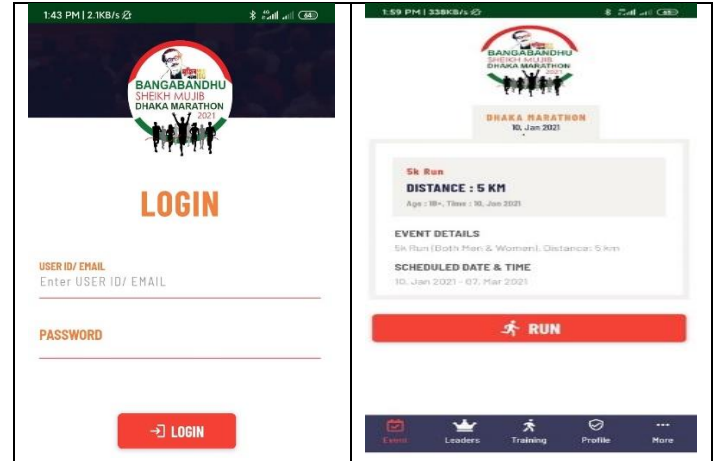 1:43 PM | 2.1KB/s
64
BANGABANDHU
SHEIKH MUJIB
DHAKA MARATHON
2021
LOGIN
USER ID/ EMAIL
Enter USER ID/ EMAIL
PASSWORD
LOGIN
1:59 PM | 338KB/s
BANGABANDHU
SHEIKH MUJIB
DHAKA MARATHON
DHAKA MARATHON
10, Jan 2021
5k Run
DISTANCE : 5 KM
Age : 18+, Time : 10, Jan 2021
EVENT DETAILS
5k Run (Both Men & Women), Distance: 5 km
SCHEDULED DATE & TIME
10, Jan 2021 - 07, Mar 2021
RUN
Event Leaders Training Profile More